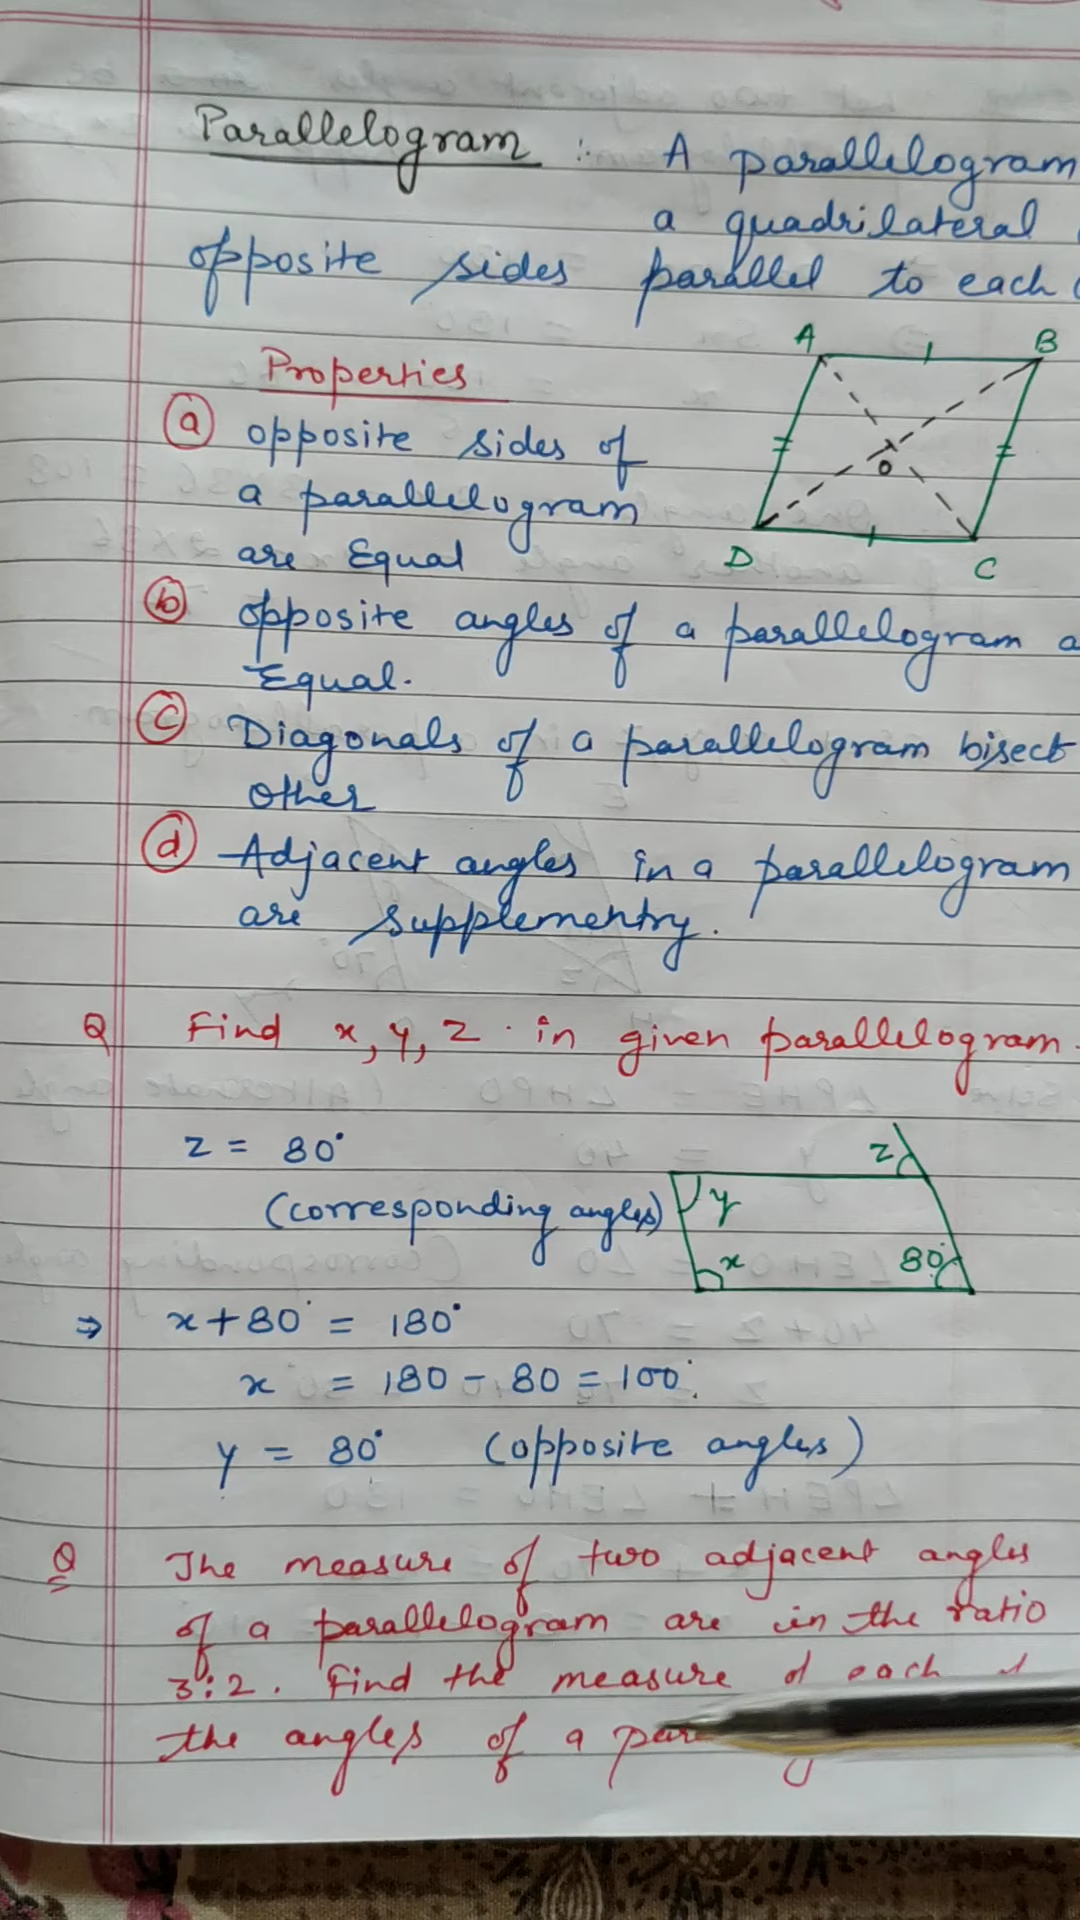 Parallelogram :- A parallelogram
a quadrilateral
opposite sides parallel to each
Properties
A B
(a) opposite sides of
a parallelogram
are Equal
O
D C
(b) opposite angles of a parallelogram a
Equal.
(c) Diagonals of a parallelogram bisect
other
(d) Adjacent angles in a parallelogram
are supplementry.
Q Find x, y, z . in given parallelogram.
z = 80°
z
(corresponding angles)
y
x 80°
⇒ x + 80° = 180°
x = 180 - 80 = 100°.
y = 80° (opposite angles)
Q The measure of two adjacent angles
of a parallelogram are in the ratio
3:2. Find the measure of each
the angles of a